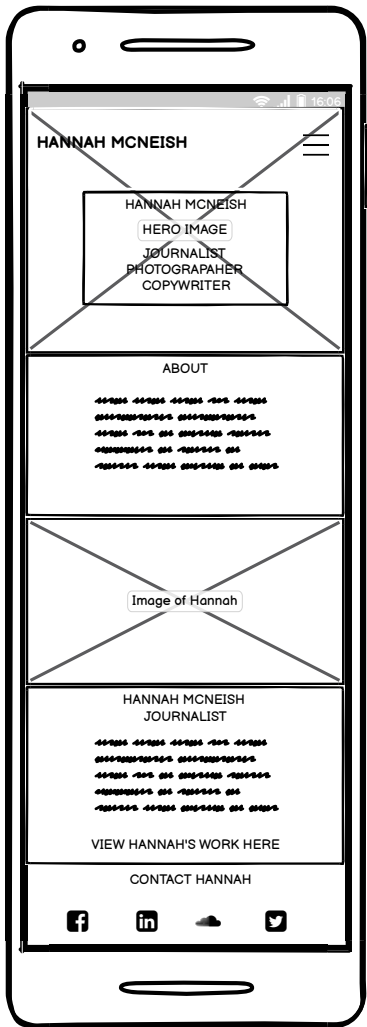 16:06
HANNAH MCNEISH
HANNAH MCNEISH
HERO IMAGE
JOURNALIST
PHOTOGRAPAHER
COPYWRITER
ABOUT
Image of Hannah
HANNAH MCNEISH
JOURNALIST
VIEW HANNAH'S WORK HERE
CONTACT HANNAH